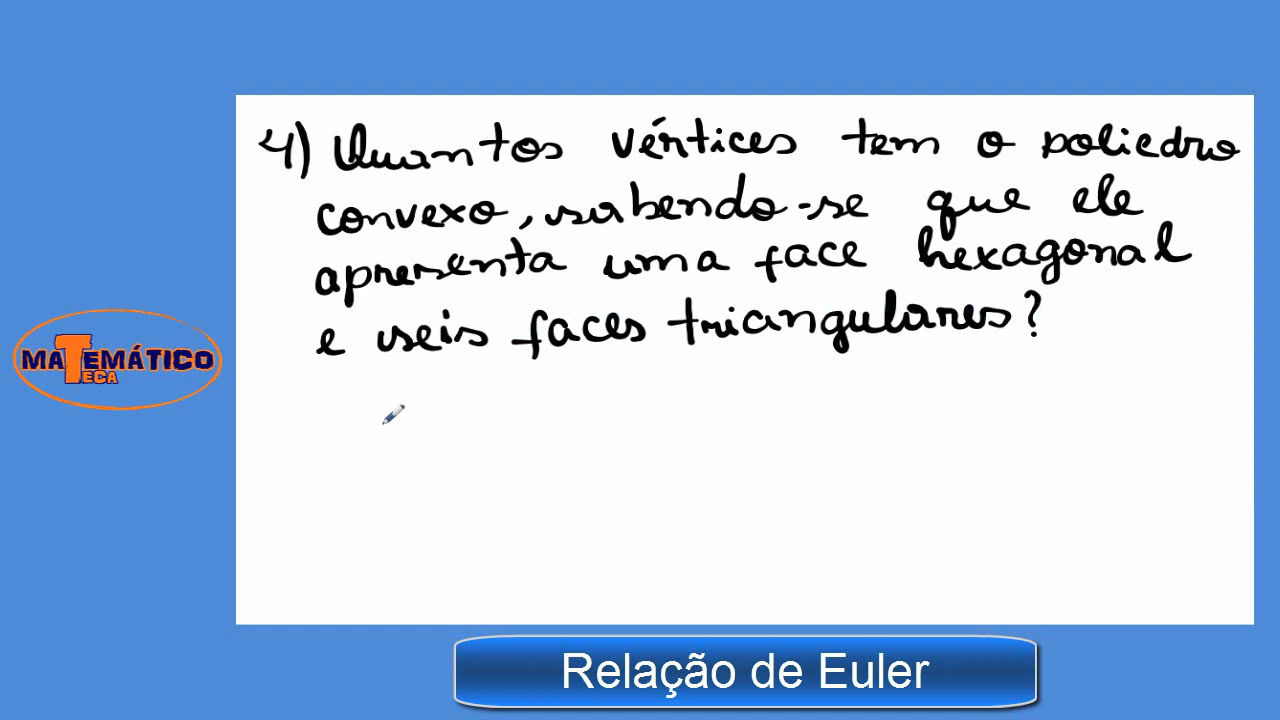 4) Quantos vértices tem o poliedro
convexo, sabendo-se que ele
apresenta uma face hexagonal
e seis faces triangulares?
MATEMÁTICO
TECA
Relação de Euler